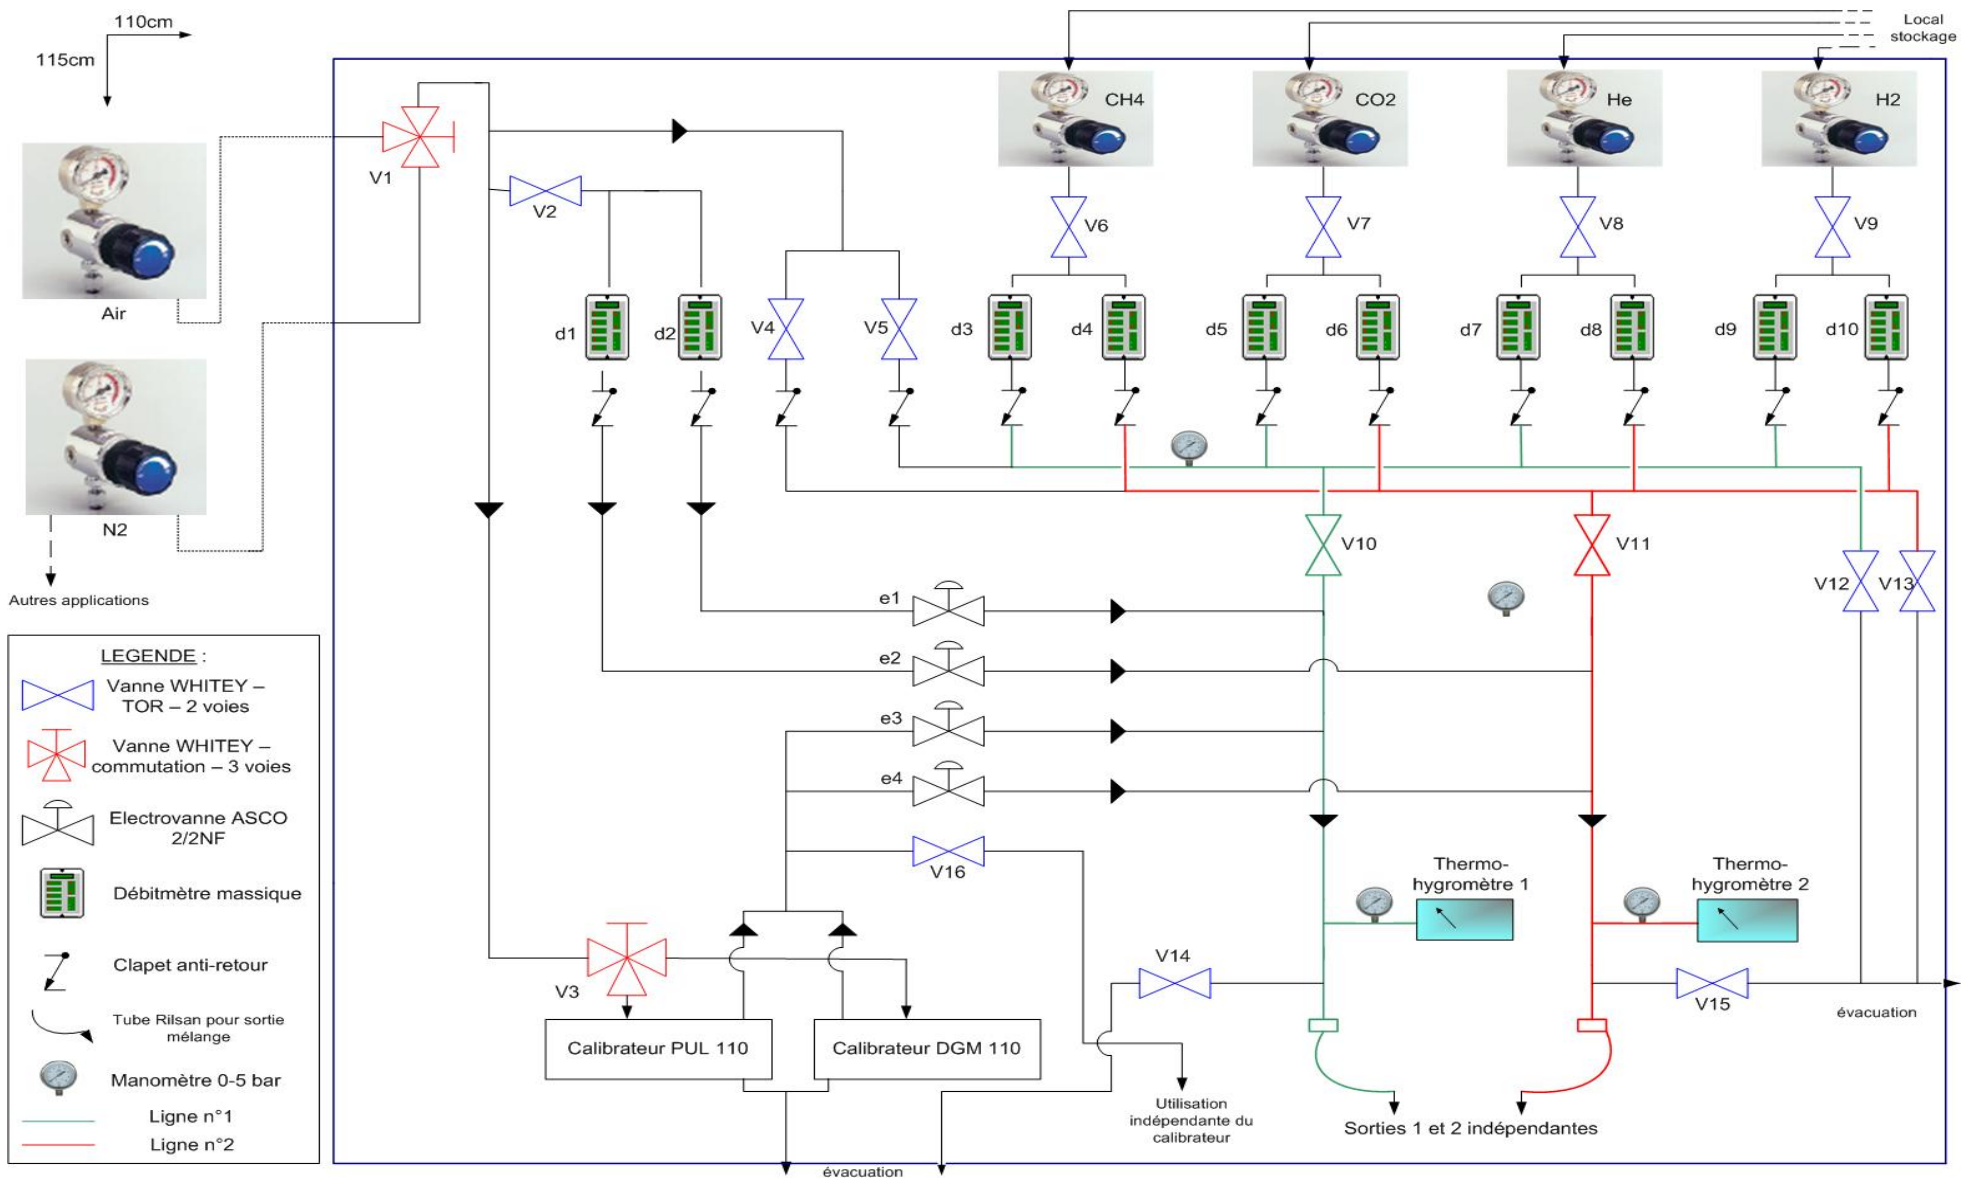 110cm
115cm
Local
stockage
CH4
CO2
He
H2
V1
Air
V2
V6
V7
V8
V9
d1
d2
V4
V5
d3
d4
d5
d6
d7
d8
d9
d10
N2
Autres applications
V10
V11
V12
V13
e1
e2
e3
e4
V16
LEGENDE :
Vanne WHITEY –
TOR – 2 voies
Vanne WHITEY –
commutation – 3 voies
Electrovanne ASCO
2/2NF
Débitmètre massique
Clapet anti-retour
Tube Rilsan pour sortie
mélange
Manomètre 0-5 bar
Ligne n°1
Ligne n°2
Thermo-
hygromètre 1
Thermo-
hygromètre 2
V3
V14
V15
évacuation
Calibrateur PUL 110
Calibrateur DGM 110
Utilisation
indépendante du
calibrateur
Sorties 1 et 2 indépendantes
évacuation